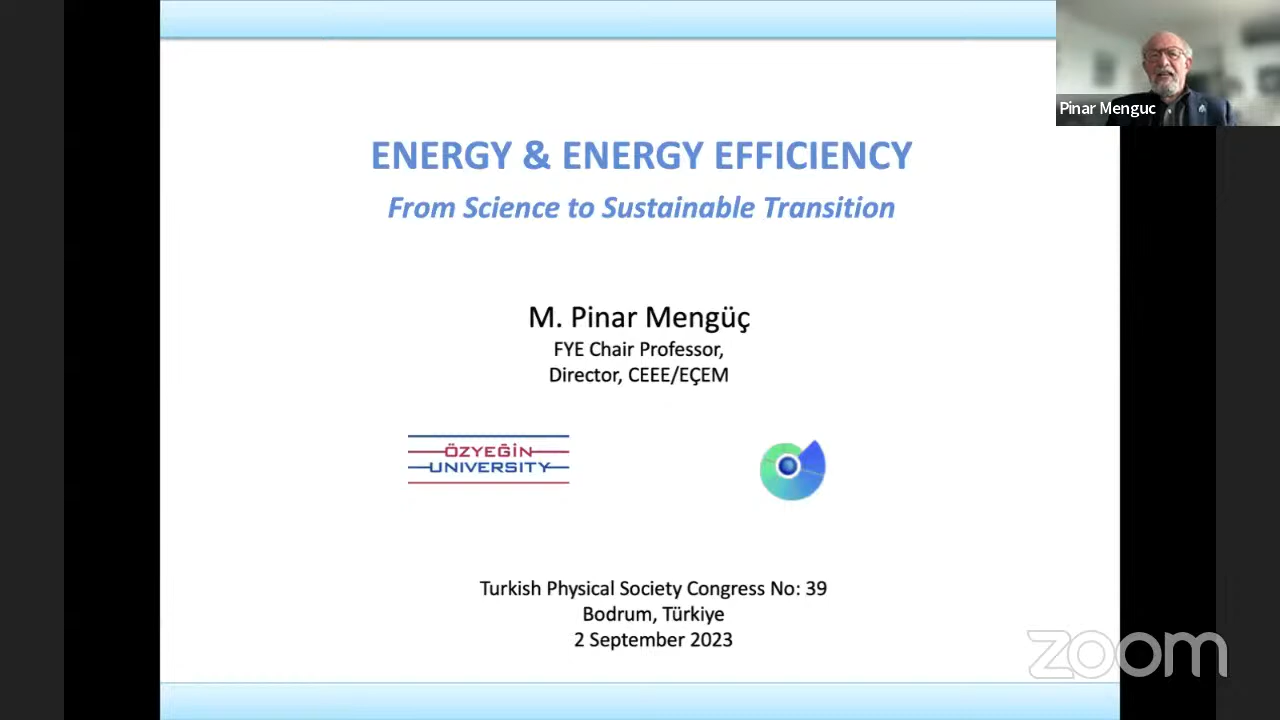 Pinar Menguc
ENERGY & ENERGY EFFICIENCY
From Science to Sustainable Transition
M. Pinar Mengüç
FYE Chair Professor,
Director, CEEE/EÇEM
ÖZYEĞİN
UNIVERSITY
Turkish Physical Society Congress No: 39
Bodrum, Türkiye
2 September 2023
zoom